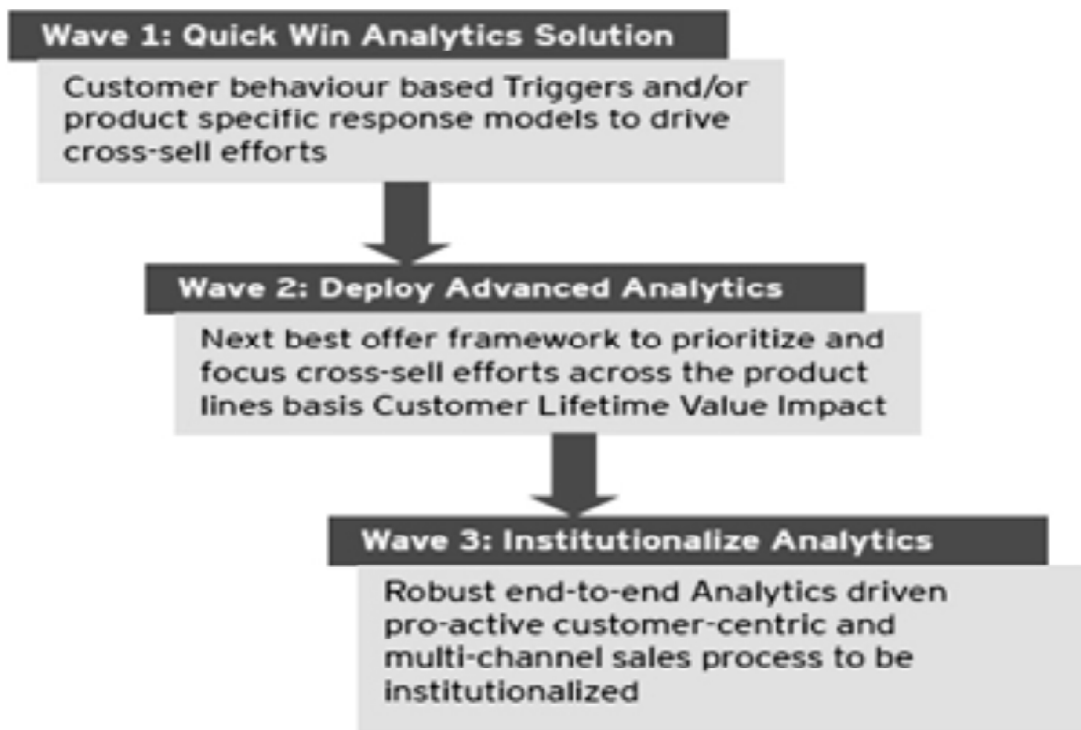 Wave 1: Quick Win Analytics Solution
Customer behaviour based Triggers and/or
product specific response models to drive
cross-sell efforts
Wave 2: Deploy Advanced Analytics
Next best offer framework to prioritize and
focus cross-sell efforts across the product
lines basis Customer Lifetime Value Impact
Wave 3: Institutionalize Analytics
Robust end-to-end Analytics driven
pro-active customer-centric and
multi-channel sales process to be
institutionalized